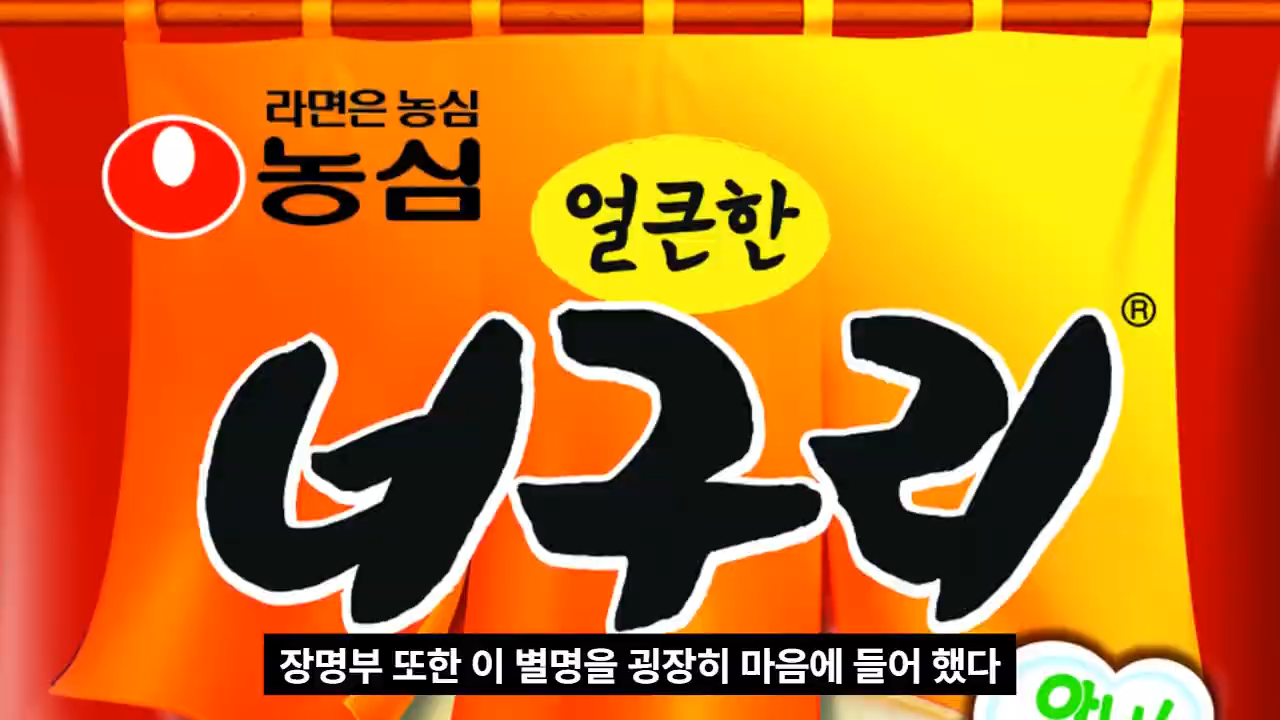 라면은 농심
농심
얼큰한
너구리
®
장명부 또한 이 별명을 굉장히 마음에 들어 했다